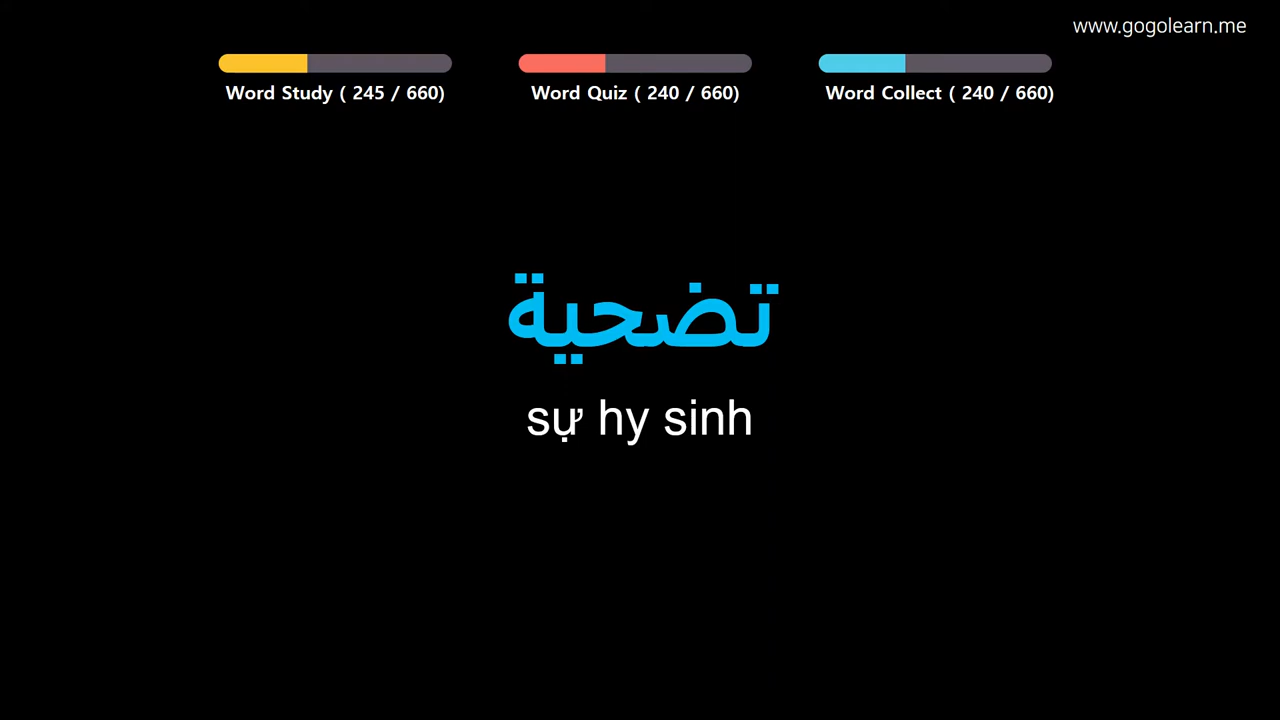 www.gogolearn.me
Word Study ( 245 / 660)
Word Quiz ( 240 / 660)
Word Collect ( 240 / 660)
تضحية
sự hy sinh